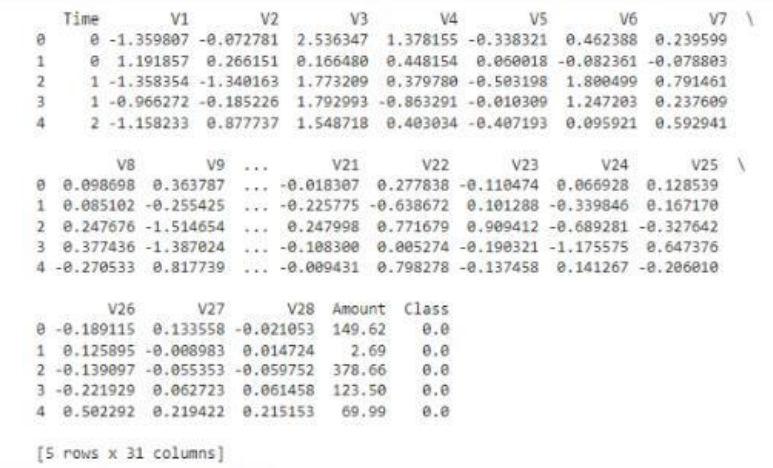 Time V1 V2 V3 V4 V5 V6 V7 \
0 0 -1.359807 -0.072781 2.536347 1.378155 -0.338321 0.462388 0.239599
1 0 1.191857 0.266151 0.166480 0.448154 0.060018 -0.082361 -0.078803
2 1 -1.358354 -1.340163 1.773209 0.379780 -0.503198 1.800499 0.791461
3 1 -0.966272 -0.185226 1.792993 -0.863291 -0.010309 1.247203 0.237609
4 2 -1.158233 0.877737 1.548718 0.403034 -0.407193 0.095921 0.592941
V8 V9 ... V21 V22 V23 V24 V25 \
0 0.098698 0.363787 ... -0.018307 0.277838 -0.110474 0.066928 0.128539
1 0.085102 -0.255425 ... -0.225775 -0.638672 0.101288 -0.339846 0.167170
2 0.247676 -1.514654 ... 0.247998 0.771679 0.909412 -0.689281 -0.327642
3 0.377436 -1.387024 ... -0.108300 0.005274 -0.190321 -1.175575 0.647376
4 -0.270533 0.817739 ... -0.009431 0.798278 -0.137458 0.141267 -0.206010
V26 V27 V28 Amount Class
0 -0.189115 0.133558 -0.021053 149.62 0.0
1 0.125895 -0.008983 0.014724 2.69 0.0
2 -0.139097 -0.055353 -0.059752 378.66 0.0
3 -0.221929 0.062723 0.061458 123.50 0.0
4 0.502292 0.219422 0.215153 69.99 0.0
[5 rows x 31 columns]